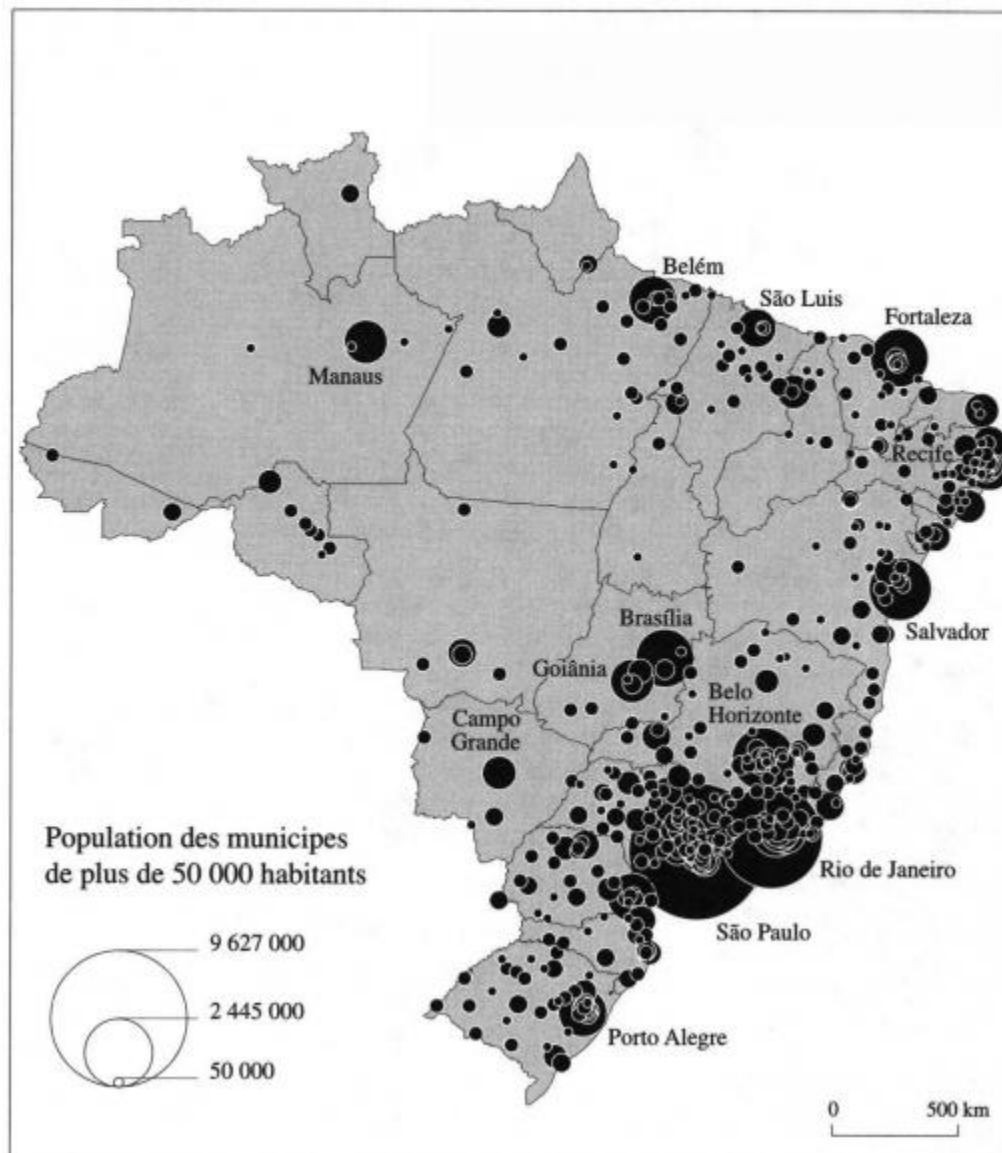 Belém
São Luis
Fortaleza
Manaus
Recife
Brasília
Goiânia
Salvador
Belo
Horizonte
Campo
Grande
Population des municipes
de plus de 50 000 habitants
Rio de Janeiro
São Paulo
9 627 000
2 445 000
Porto Alegre
50 000
0 500 km